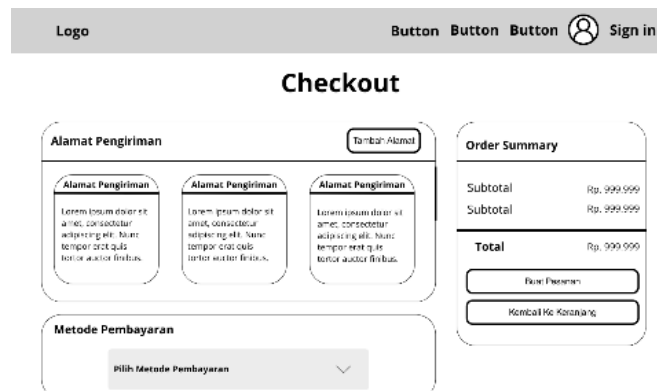 Logo
Button Button Button Sign in
Checkout
Alamat Pengiriman
Tambah Alamat
Alamat Pengiriman
Lorem ipsum dolor sit
amet, consectetur
adipiscing elit. Nunc
tempor erat quis
tortor auctor finibus.
Alamat Pengiriman
Lorem ipsum dolor sit
amet, consectetur
adipiscing elit. Nunc
tempor erat quis
tortor auctor finibus.
Alamat Pengiriman
Lorem ipsum dolor sit
amet, consectetur
adipiscing elit. Nunc
tempor erat quis
tortor auctor finibus.
Metode Pembayaran
Pilih Metode Pembayaran
Order Summary
Subtotal Rp. 999.999
Subtotal Rp. 999.999
Total Rp. 999.999
Buat Pesanan
Kembali Ke Keranjang